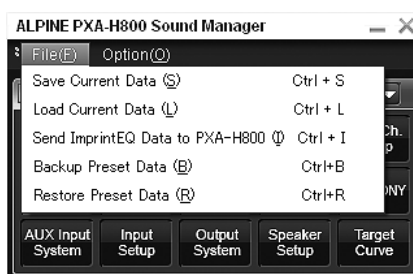 ALPINE PXA-H800 Sound Manager
File(F) Option(O)
Save Current Data (S) Ctrl + S
Load Current Data (L) Ctrl + L
Send ImprintEQ Data to PXA-H800 (I) Ctrl + I
Backup Preset Data (B) Ctrl+B
Restore Preset Data (R) Ctrl+R
AUX Input System
Input Setup
Output System
Speaker Setup
Target Curve